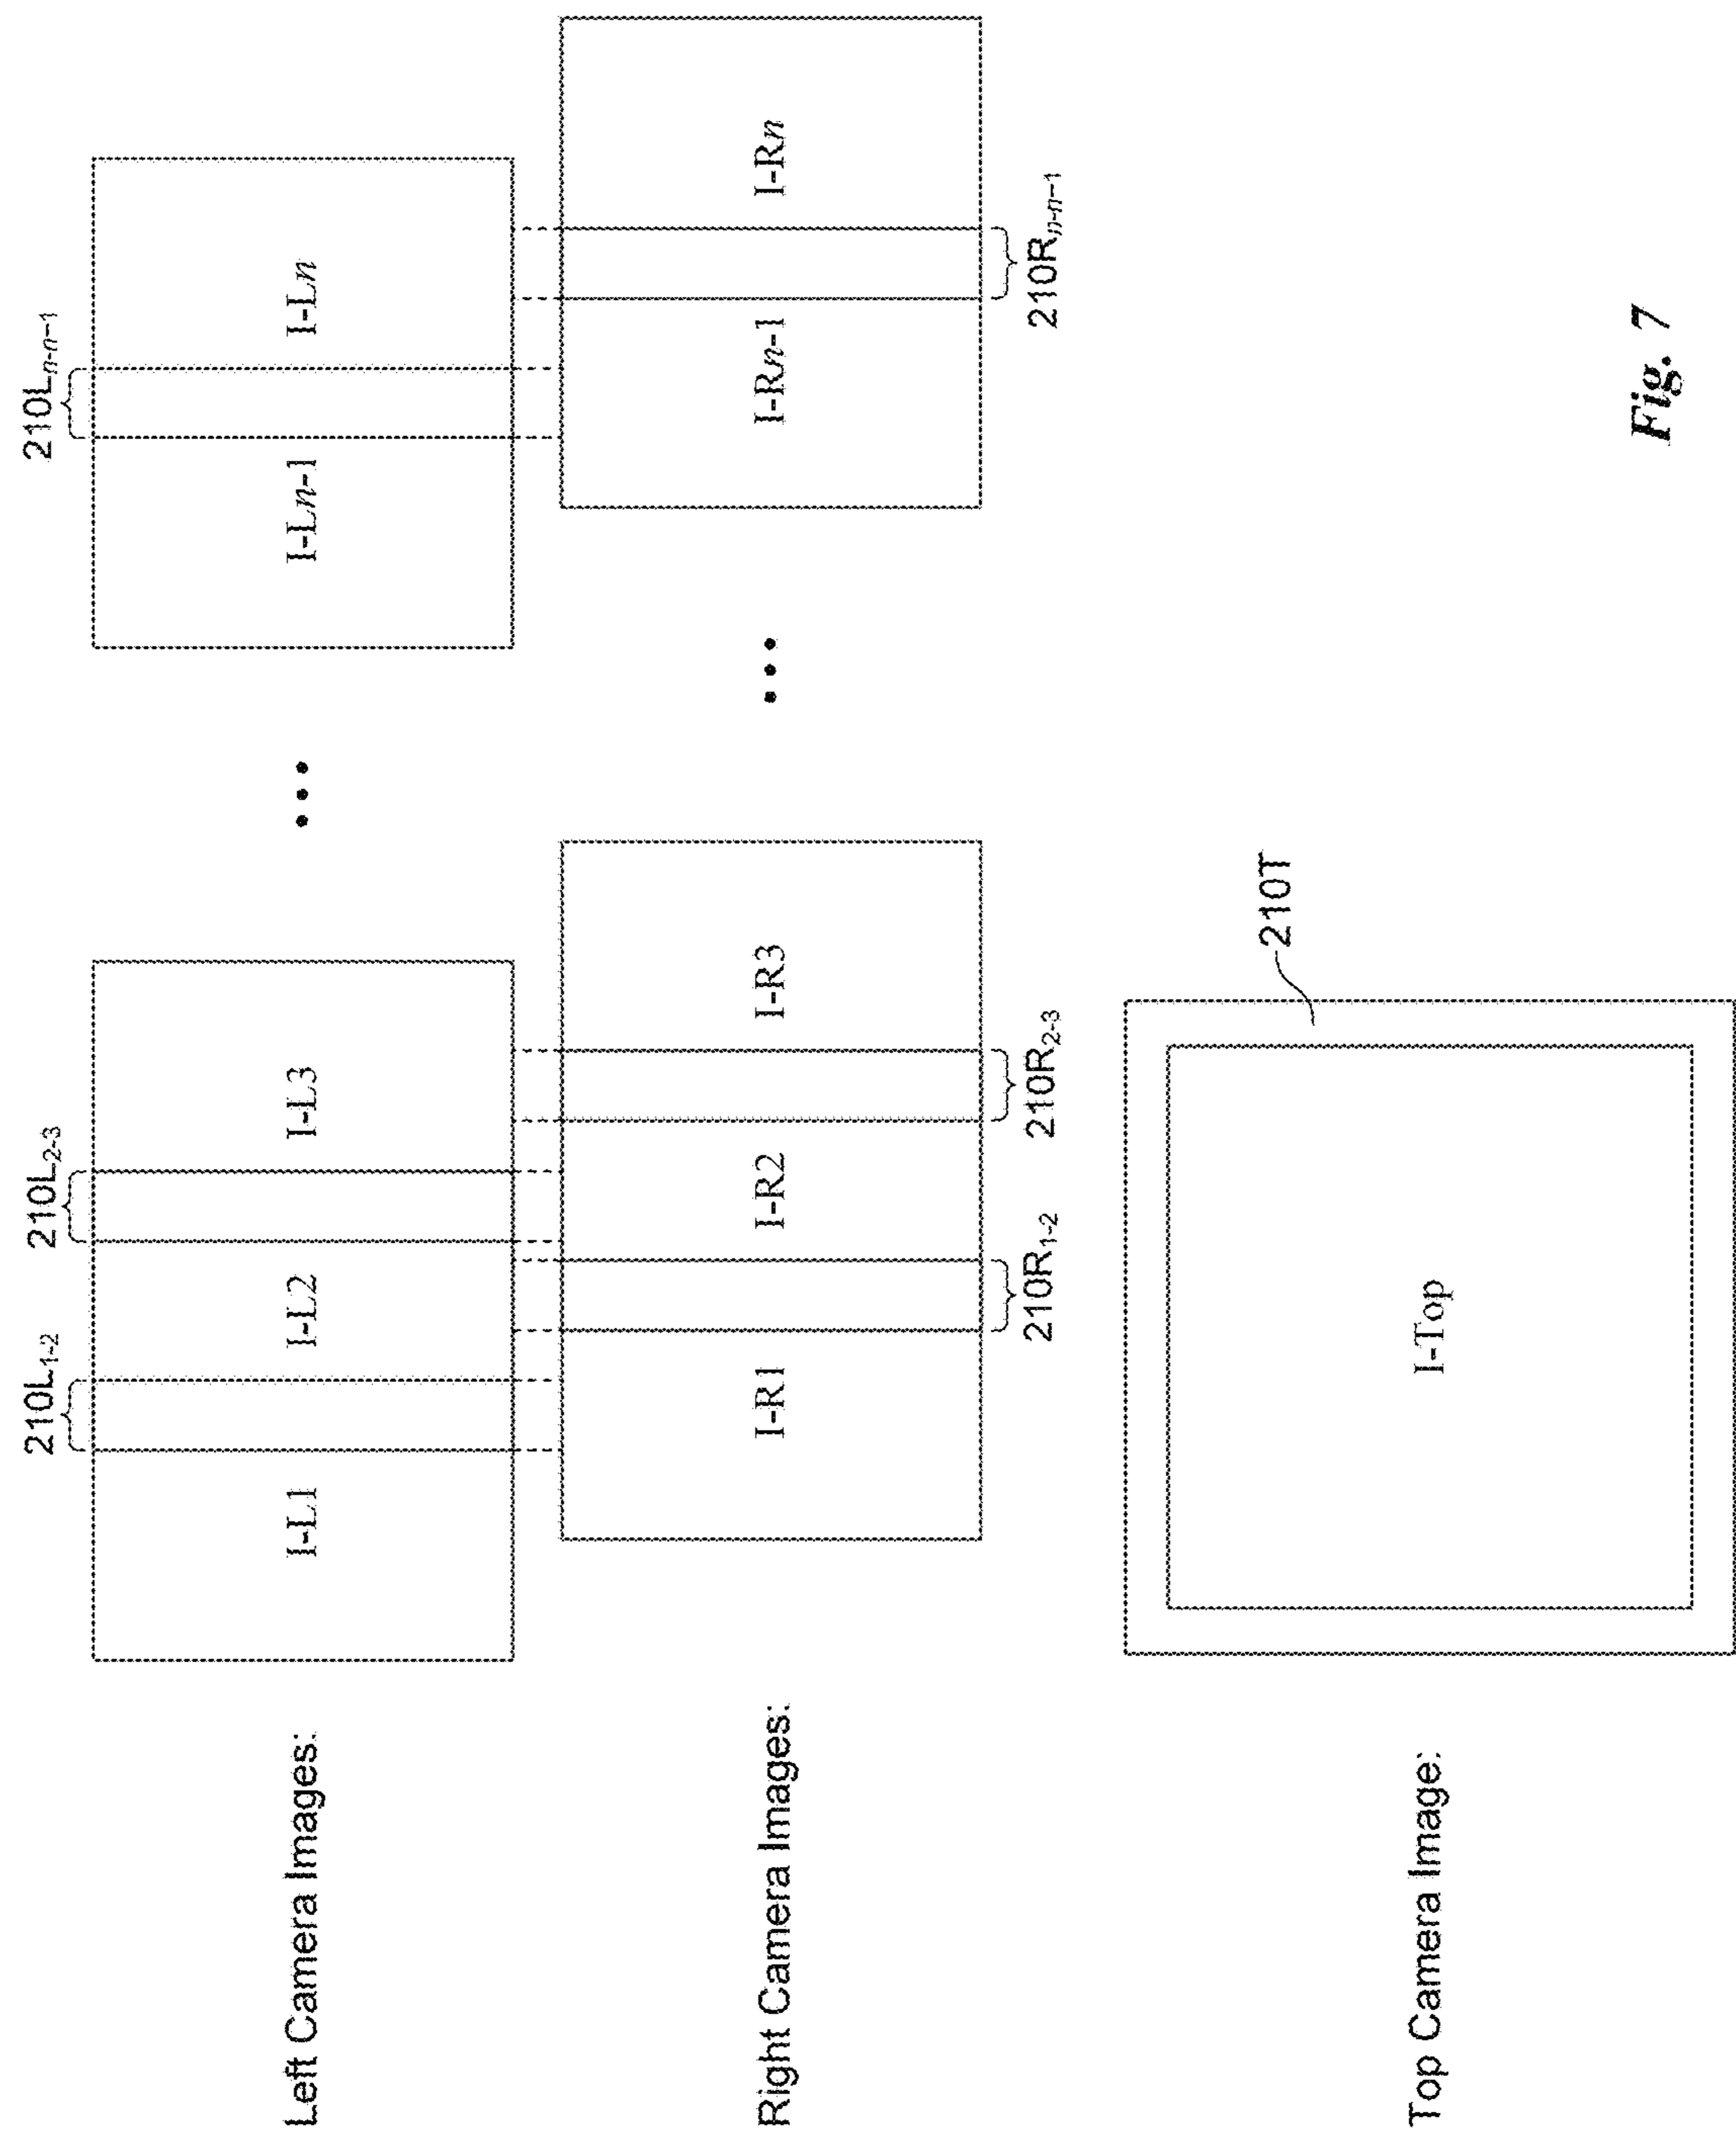 210L1-2 210L2-3 210Ln-n-1
Left Camera Images: I-L1 I-L2 I-L3 ••• I-Ln-1 I-Ln
Right Camera Images: I-R1 I-R2 I-R3 ••• I-Rn-1 I-Rn
210R1-2 210R2-3 210Rn-n-1
210T
Top Camera Image: I-Top
Fig. 7